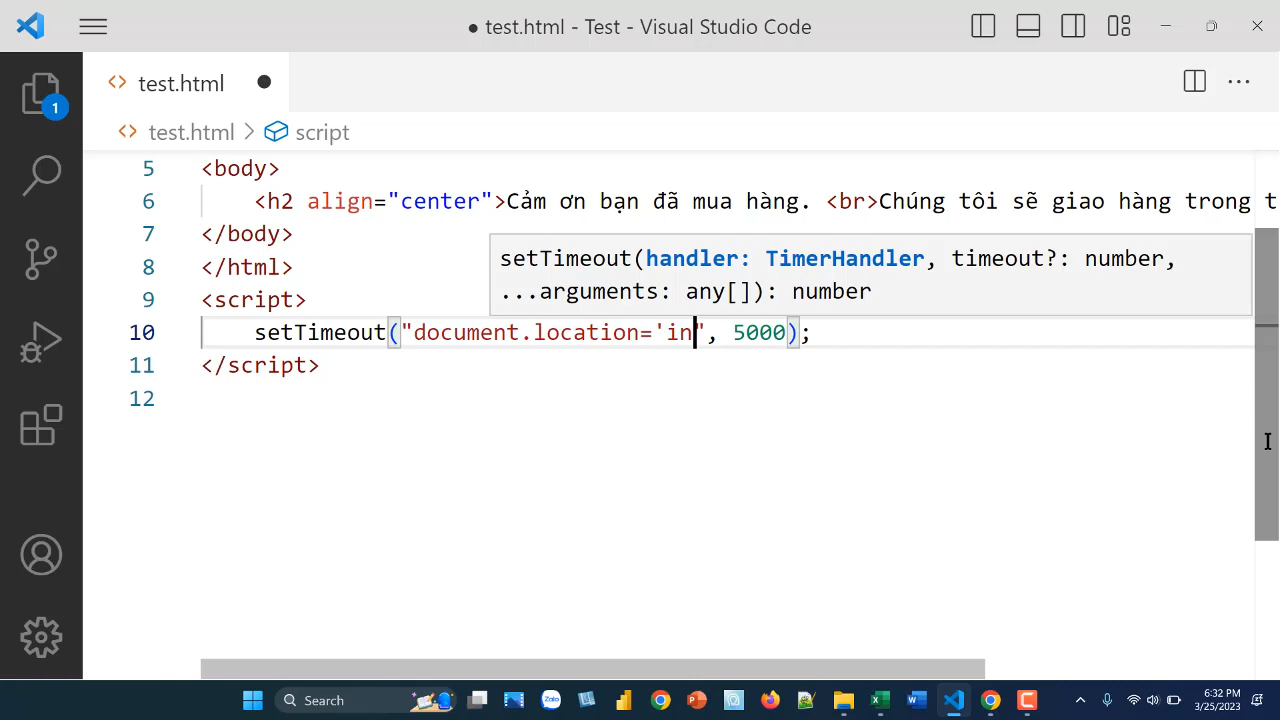 ● test.html - Test - Visual Studio Code
<> test.html ●
1
<> test.html > script
5 <body>
6 <h2 align="center">Cảm ơn bạn đã mua hàng. <br>Chúng tôi sẽ giao hàng trong t
7 </body>
8 </html>
setTimeout(handler: TimerHandler, timeout?: number,
...arguments: any[]): number
9 <script>
10 setTimeout("document.location='in", 5000);
11 </script>
12
Search
Zalo
6:32 PM
3/25/2023